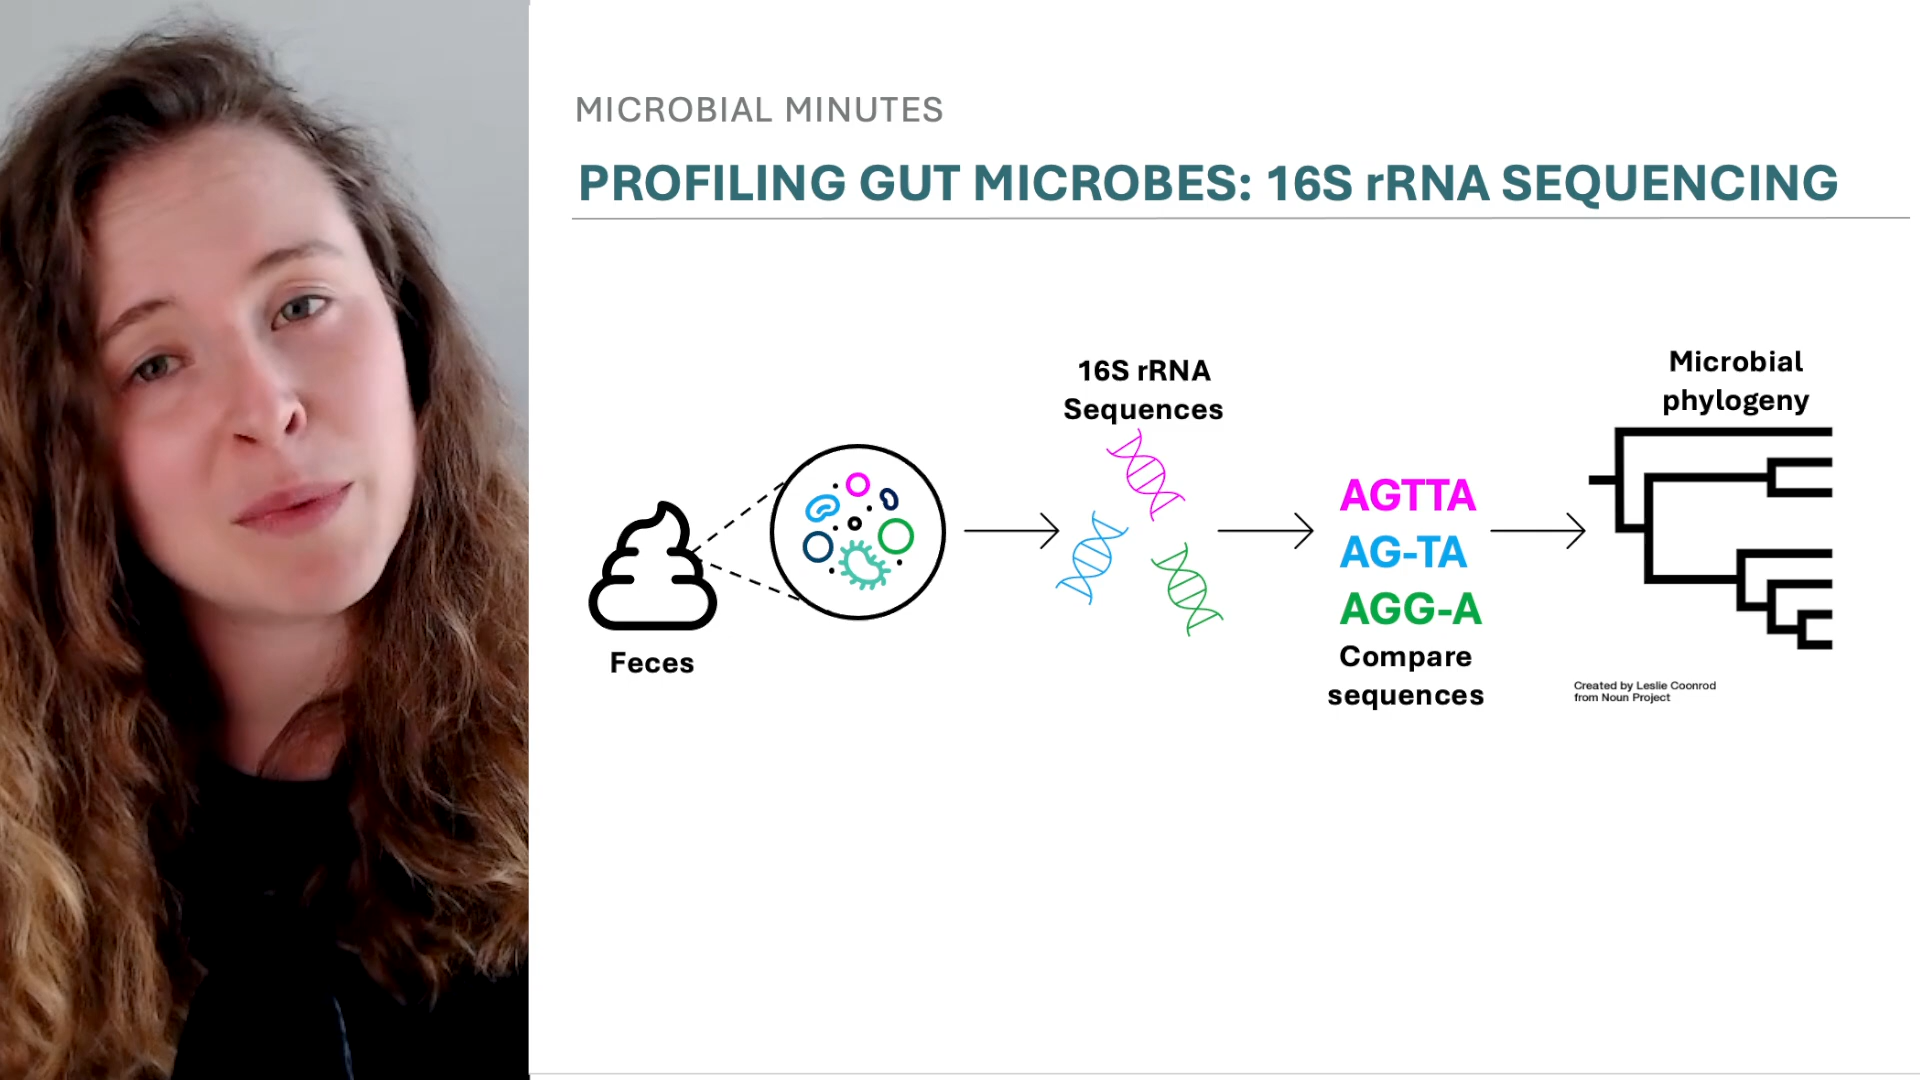 MICROBIAL MINUTES
PROFILING GUT MICROBES: 16S rRNA SEQUENCING
Feces
16S rRNA
Sequences
AGTTA
AG-TA
AGG-A
Compare
sequences
Microbial
phylogeny
Created by Leslie Coonrod
from Noun Project